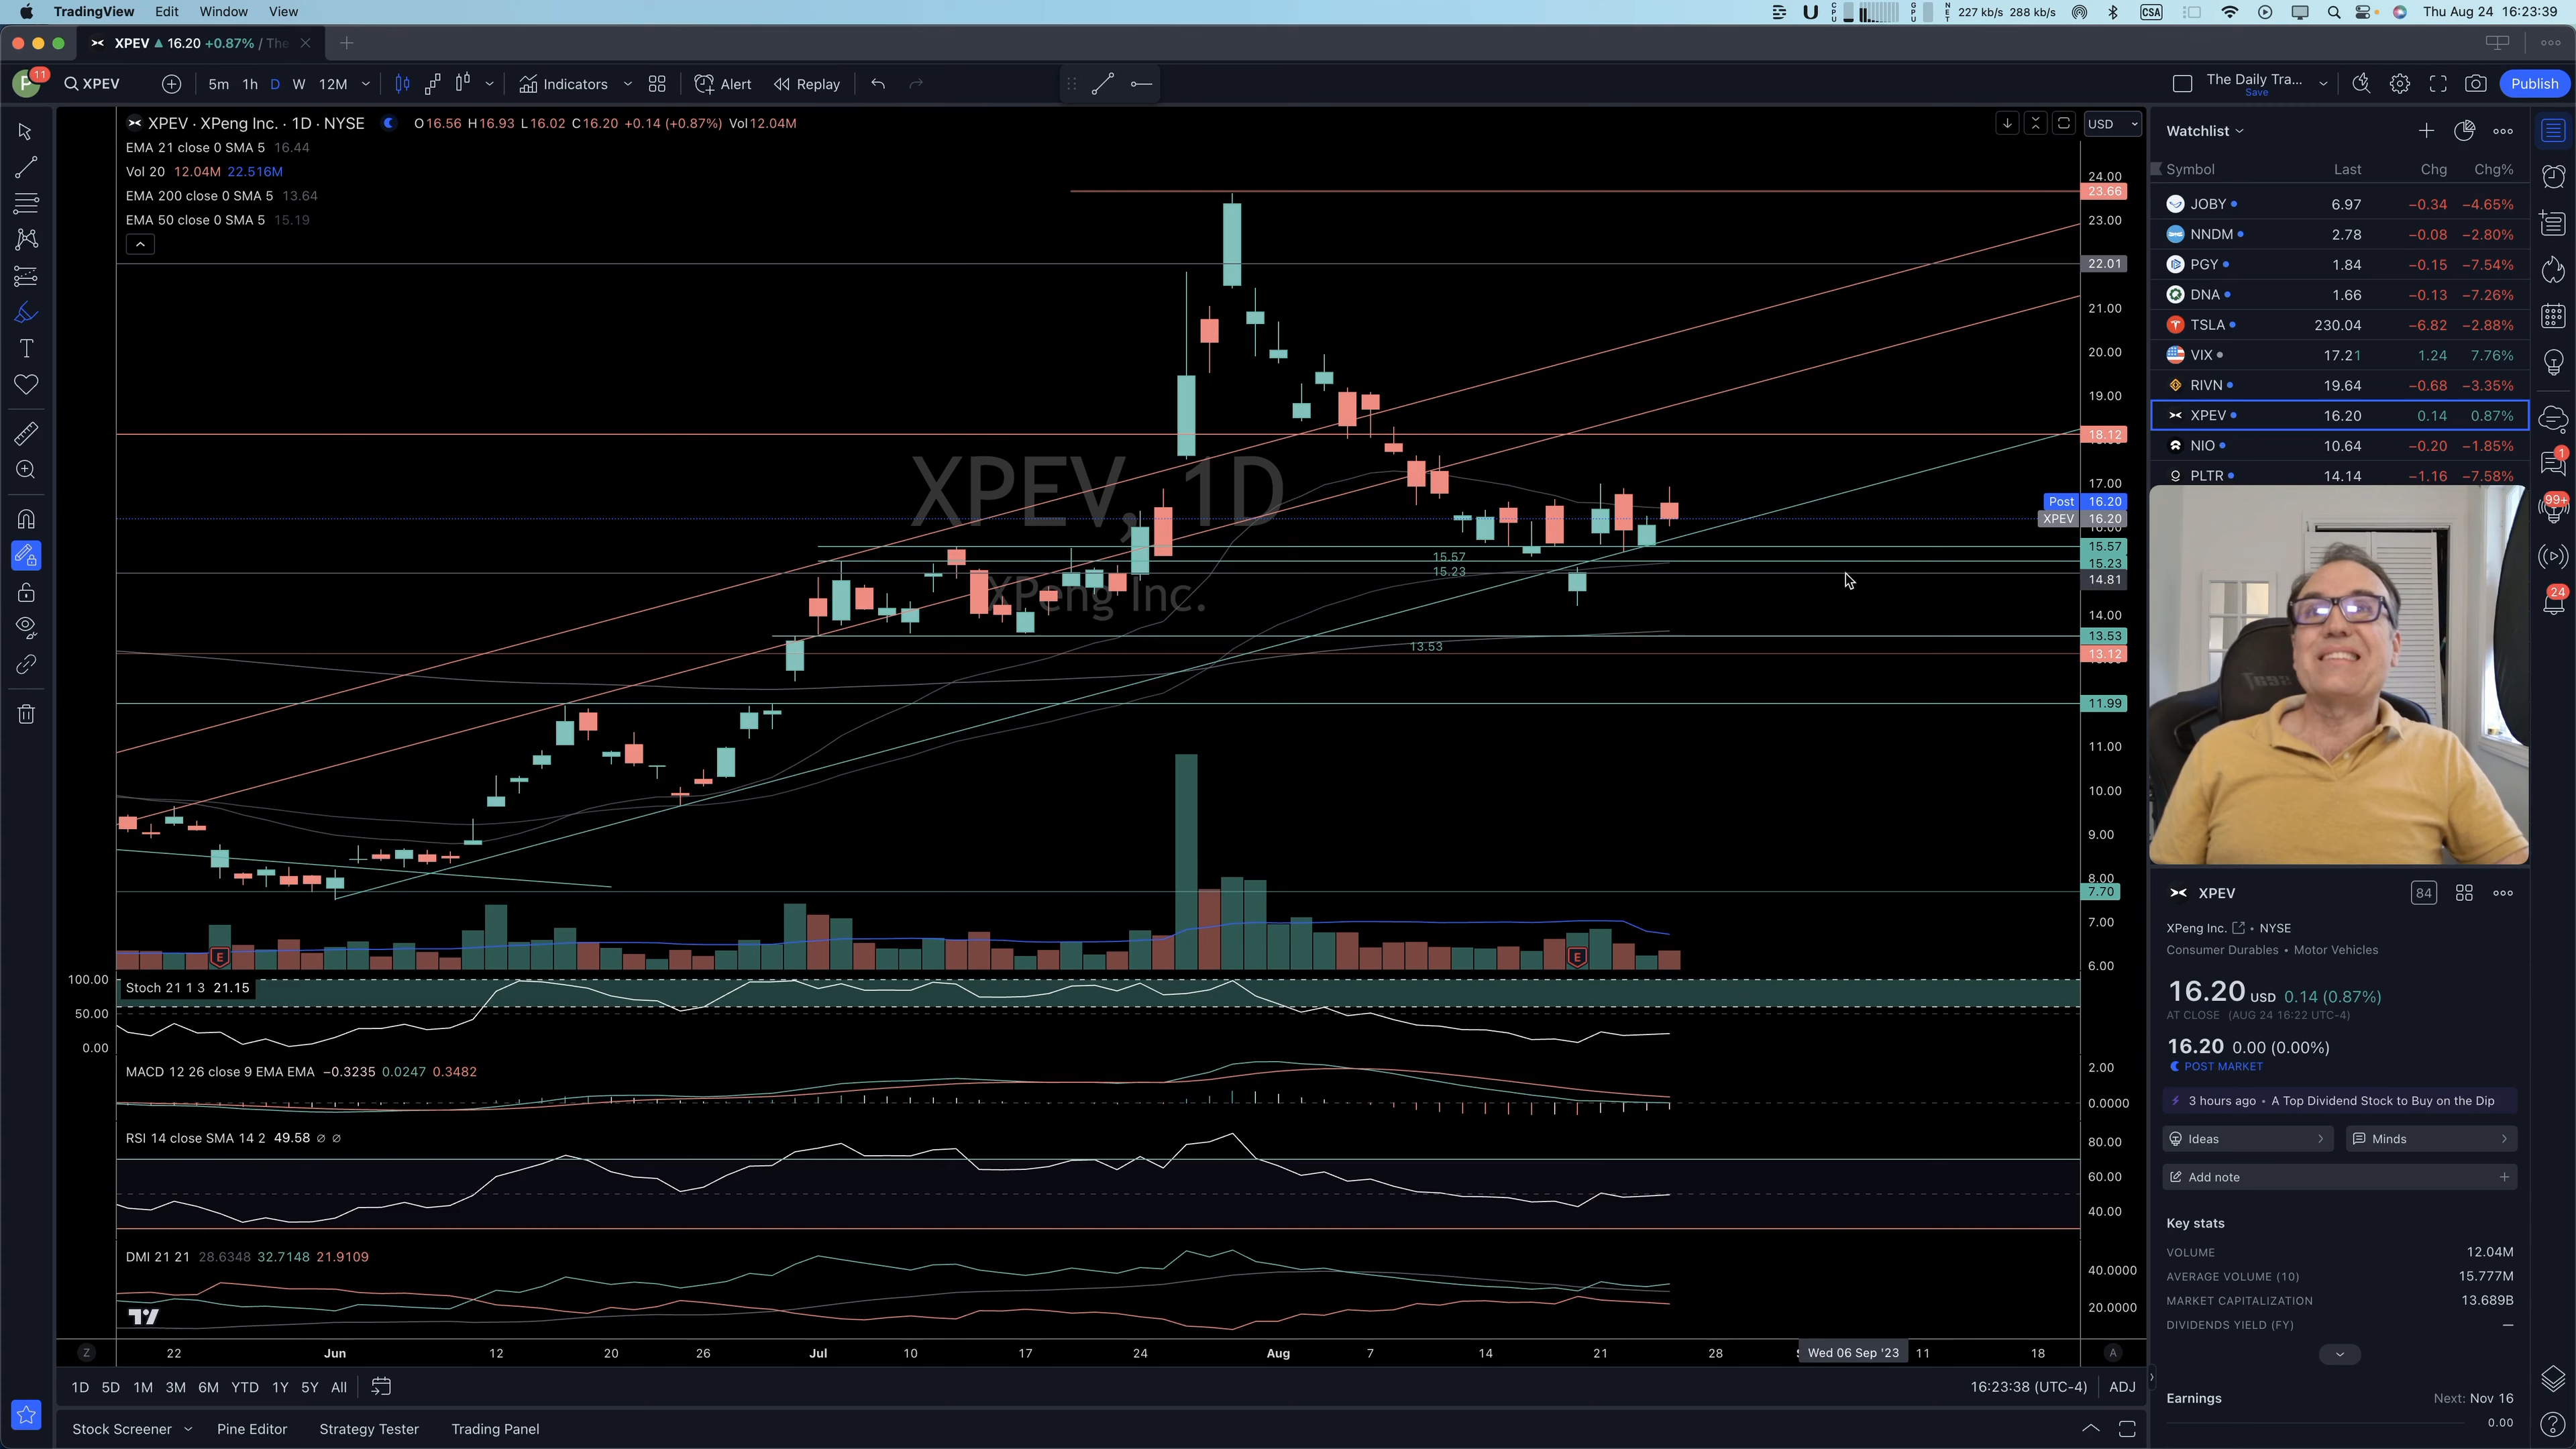 TradingView Edit Window View
CSA
227 kb/s 288 kb/s
Thu Aug 24 16:23:39
XPEV ▲ 16.20 +0.87% / The
P 11
XPEV
5m 1h D W 12M
Indicators
Alert
Replay
The Daily Tra...
Save
Publish
XPEV · XPeng Inc. · 1D · NYSE
O16.56 H16.93 L16.02 C16.20 +0.14 (+0.87%) Vol12.04M
EMA 21 close 0 SMA 5 16.44
Vol 20 12.04M 22.516M
EMA 200 close 0 SMA 5 13.64
EMA 50 close 0 SMA 5 15.19
USD
XPEV, 1D
XPeng Inc.
15.57
15.23
13.53
24.00
23.66
23.00
22.01
21.00
20.00
19.00
18.12
17.00
Post 16.20
XPEV 16.20
16.00
15.57
15.23
14.81
14.00
13.53
13.12
11.99
11.00
10.00
9.00
8.00
7.70
7.00
6.00
E
E
100.00
50.00
0.00
Stoch 21 1 3 21.15
MACD 12 26 close 9 EMA EMA −0.3235 0.0247 0.3482
2.00
0.0000
RSI 14 close SMA 14 2 49.58 ∅ ∅
80.00
60.00
40.00
DMI 21 21 28.6348 32.7148 21.9109
40.0000
20.0000
Z 22 Jun 12 20 26 Jul 10 17 24 Aug 7 14 21 28 Wed 06 Sep '23 11 18 A
1D 5D 1M 3M 6M YTD 1Y 5Y All
16:23:38 (UTC-4) ADJ
Stock Screener Pine Editor Strategy Tester Trading Panel
Watchlist
Symbol Last Chg Chg%
JOBY 6.97 −0.34 −4.65%
NNDM 2.78 −0.08 −2.80%
PGY 1.84 −0.15 −7.54%
DNA 1.66 −0.13 −7.26%
TSLA 230.04 −6.82 −2.88%
VIX 17.21 1.24 7.76%
RIVN 19.64 −0.68 −3.35%
XPEV 16.20 0.14 0.87%
NIO 10.64 −0.20 −1.85%
PLTR 14.14 −1.16 −7.58%
1
99+
24
XPEV
84
XPeng Inc. • NYSE
Consumer Durables • Motor Vehicles
16.20 USD 0.14 (0.87%)
AT CLOSE (AUG 24 16:22 UTC-4)
16.20 0.00 (0.00%)
POST MARKET
3 hours ago • A Top Dividend Stock to Buy on the Dip
Ideas
Minds
Add note
Key stats
VOLUME 12.04M
AVERAGE VOLUME (10) 15.777M
MARKET CAPITALIZATION 13.689B
DIVIDENDS YIELD (FY) —
Earnings
Next: Nov 16
0.00